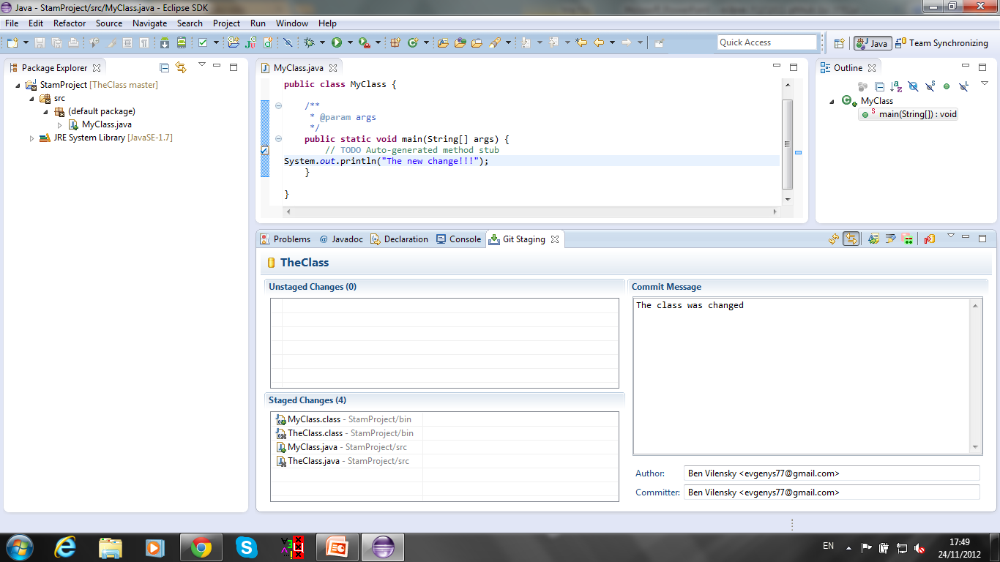 Java - StamProject/src/MyClass.java - Eclipse SDK
File Edit Refactor Source Navigate Search Project Run Window Help
Quick Access
Java
Team Synchronizing
Package Explorer
StamProject [TheClass master]
src
(default package)
MyClass.java
JRE System Library [JavaSE-1.7]
MyClass.java
public class MyClass {
/**
* @param args
*/
public static void main(String[] args) {
// TODO Auto-generated method stub
System.out.println("The new change!!!");
}
}
Outline
MyClass
main(String[]) : void
Problems @ Javadoc Declaration Console Git Staging
TheClass
Unstaged Changes (0)
Staged Changes (4)
MyClass.class - StamProject/bin
TheClass.class - StamProject/bin
MyClass.java - StamProject/src
TheClass.java - StamProject/src
Commit Message
The class was changed
Author: Ben Vilensky <evgenys77@gmail.com>
Committer: Ben Vilensky <evgenys77@gmail.com>
EN
17:49
24/11/2012